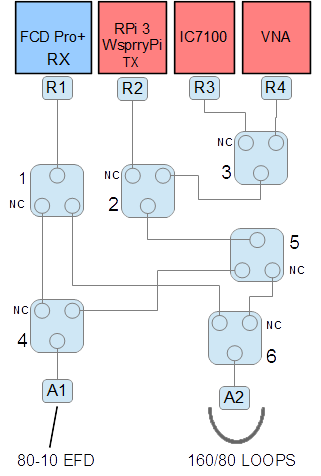 FCD Pro+
RX
RPi 3
WsprryPi
TX
IC7100
VNA
R1
R2
R3
R4
NC
3
1
NC
NC
2
5
NC
NC
4
NC
6
A1
A2
80-10 EFD
160/80 LOOPS